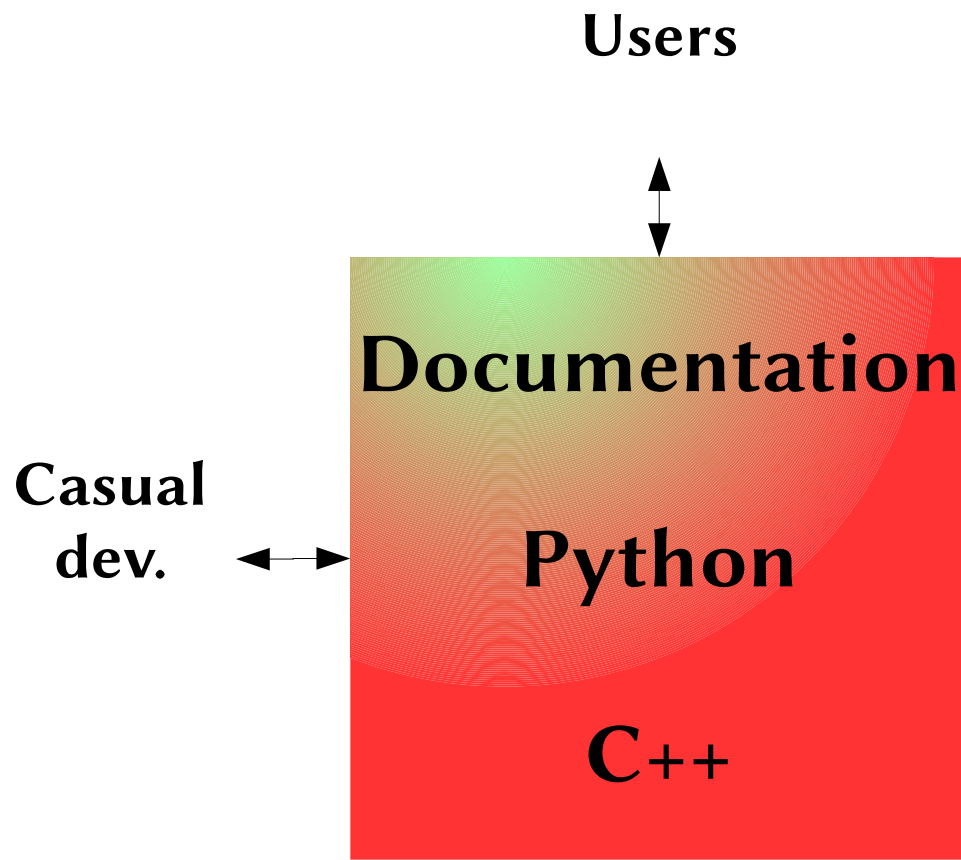 Users
Documentation
Casual
dev.
Python
C++